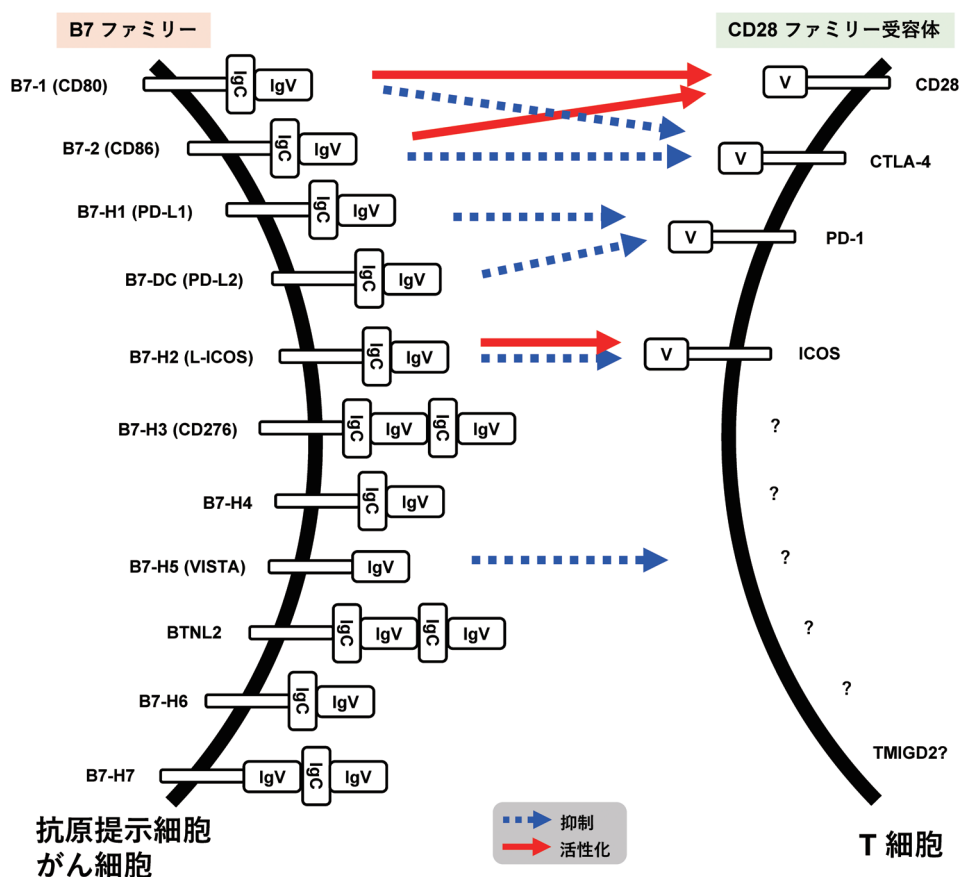 B7 ファミリー
CD28 ファミリー受容体
B7-1 (CD80)
IgC
IgV
V
CD28
B7-2 (CD86)
IgC
IgV
V
CTLA-4
B7-H1 (PD-L1)
IgC
IgV
V
PD-1
B7-DC (PD-L2)
IgC
IgV
B7-H2 (L-ICOS)
IgC
IgV
V
ICOS
B7-H3 (CD276)
IgC
IgV
IgC
IgV
?
B7-H4
IgC
IgV
?
B7-H5 (VISTA)
IgV
?
BTNL2
IgC
IgV
IgC
IgV
?
B7-H6
IgC
IgV
?
B7-H7
IgV
IgC
IgV
TMIGD2?
抗原提示細胞
がん細胞
抑制
活性化
T 細胞